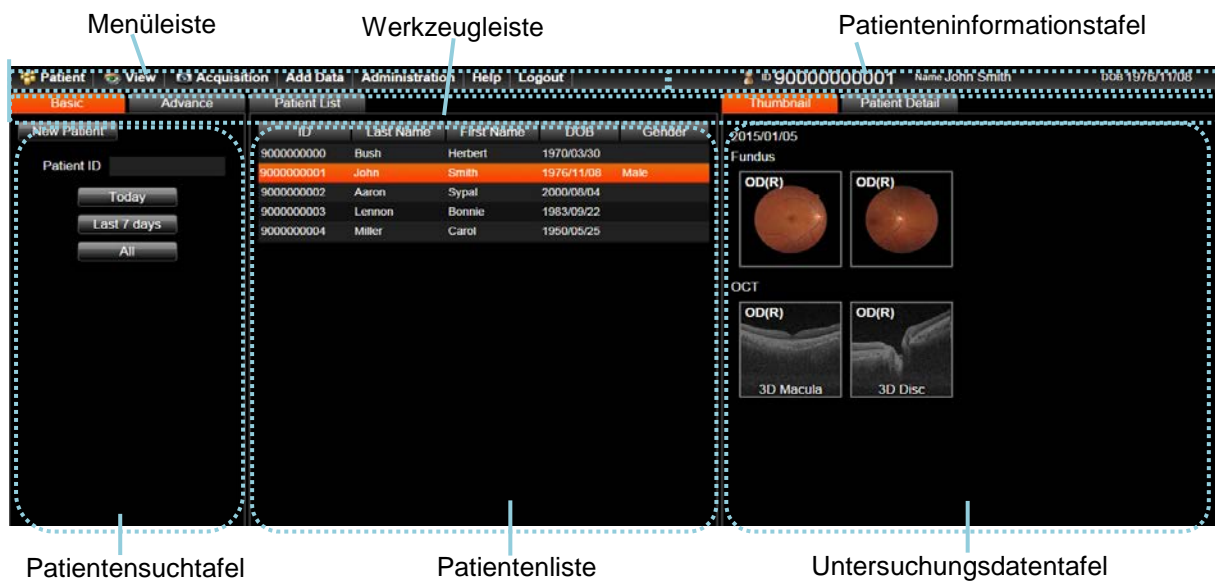 Menüleiste
Werkzeugleiste
Patienteninformationstafel
Patient View Acquisition Add Data Administration Help Logout
ID 90000000001 Name John Smith DOB 1976/11/08
Basic Advance
Patient List
Thumbnail Patient Detail
New Patient
Patient ID
Today
Last 7 days
All
ID Last Name First Name DOB Gender
9000000000 Bush Herbert 1970/03/30
9000000001 John Smith 1976/11/08 Male
9000000002 Aaron Sypal 2000/08/04
9000000003 Lennon Bonnie 1983/09/22
9000000004 Miller Carol 1950/05/25
2015/01/05
Fundus
OD(R) OD(R)
OCT
OD(R) OD(R)
3D Macula 3D Disc
Patientensuchtafel
Patientenliste
Untersuchungsdatentafel